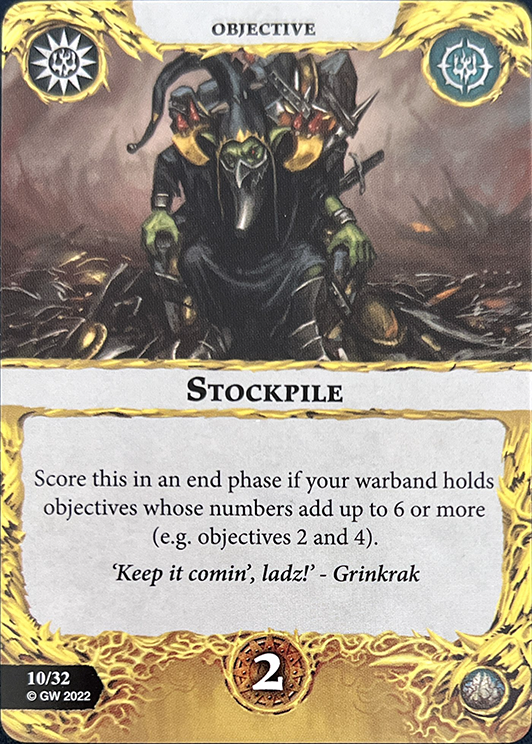 OBJECTIVE
STOCKPILE
Score this in an end phase if your warband holds
objectives whose numbers add up to 6 or more
(e.g. objectives 2 and 4).
‘Keep it comin’, ladz!’ - Grinkrak
10/32
© GW 2022
2